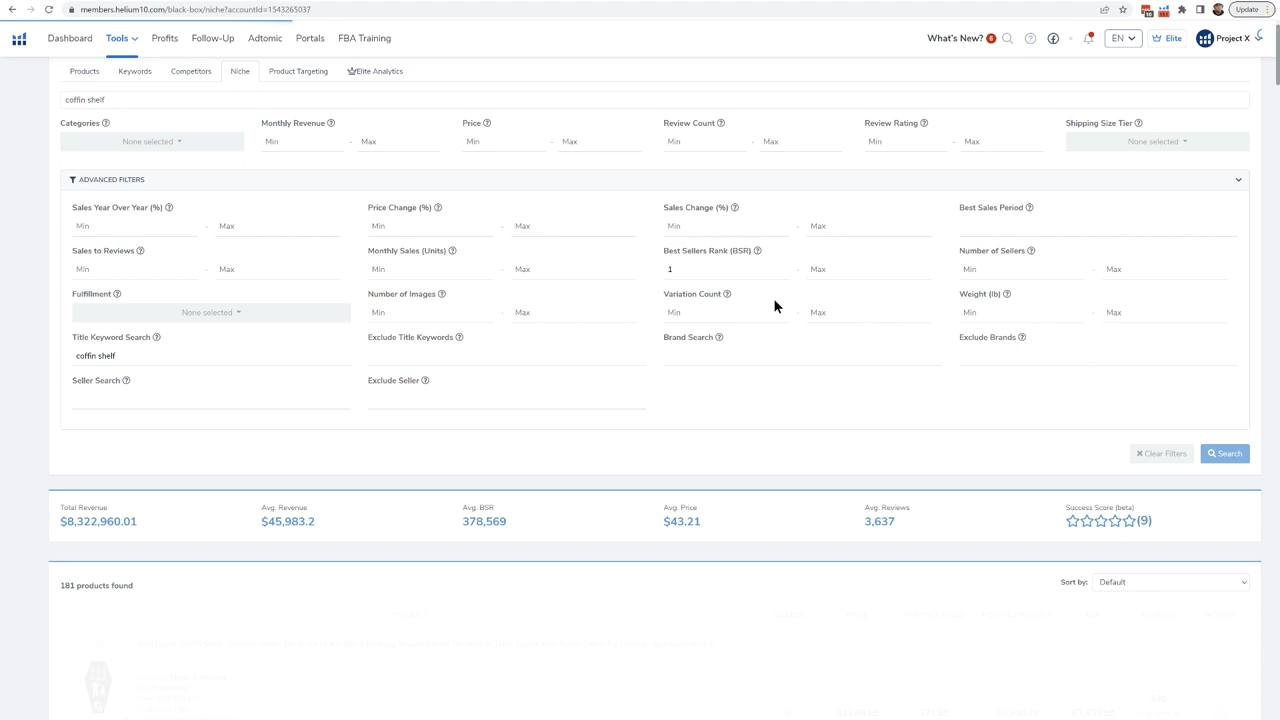 members.helium10.com/black-box/niche?accountId=1543265037
Update
Dashboard Tools Profits Follow-Up Adtomic Portals FBA Training What's New? 6 EN Elite Project X
Products Keywords Competitors Niche Product Targeting Elite Analytics
coffin shelf
Categories Monthly Revenue Price Review Count Review Rating Shipping Size Tier
None selected Min - Max Min - Max Min - Max Min - Max None selected
ADVANCED FILTERS
Sales Year Over Year (%) Price Change (%) Sales Change (%) Best Sales Period
Min - Max Min - Max Min - Max
Sales to Reviews Monthly Sales (Units) Best Sellers Rank (BSR) Number of Sellers
Min - Max Min - Max 1 - Max Min - Max
Fulfillment Number of Images Variation Count Weight (lb)
None selected Min - Max Min - Max Min - Max
Title Keyword Search Exclude Title Keywords Brand Search Exclude Brands
coffin shelf
Seller Search Exclude Seller
Clear Filters Search
Total Revenue Avg. Revenue Avg. BSR Avg. Price Avg. Reviews Success Score (beta)
$8,322,960.01 $45,983.2 378,569 $43.21 3,637 (9)
181 products found Sort by: Default